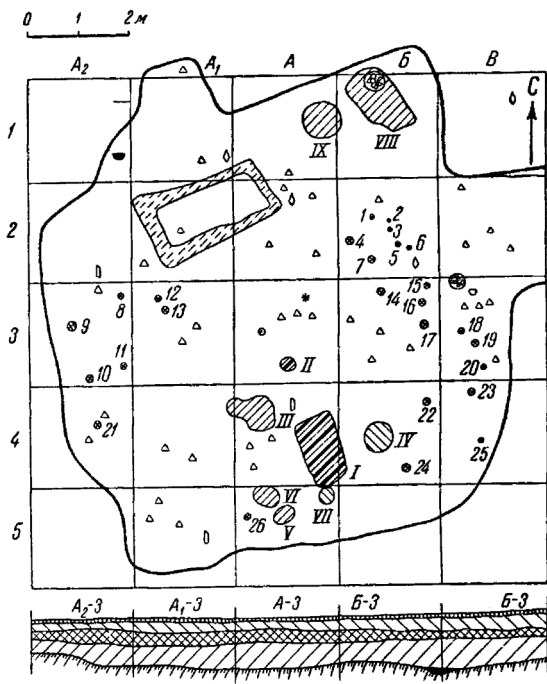 0 1 2 м
А₂ А₁ А Б В
С
1 IX VIII
2 1 2 3 4 5 6 7
3 8 9 10 11 12 13 14 15 16 17 18 19 20 II
4 21 22 23 24 25 III IV I
5 26 VI V VII
А₂-3 А₁-3 А-3 Б-3 Б-3